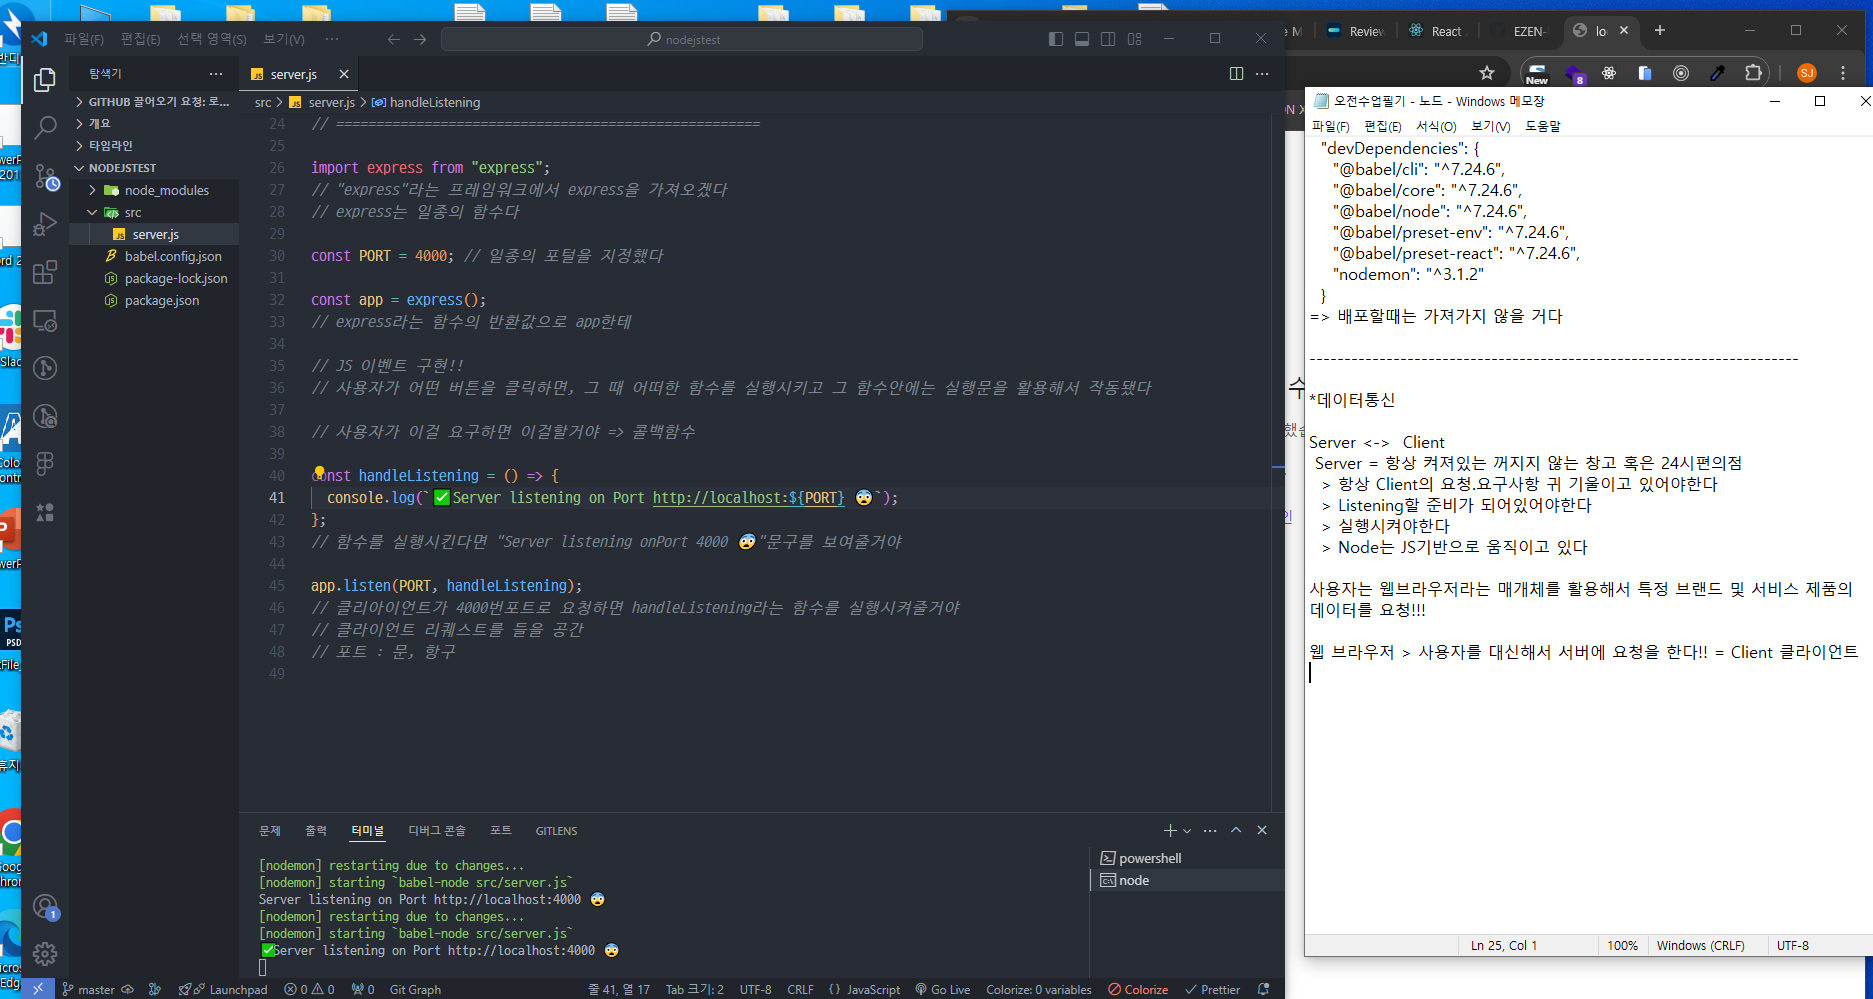 파일(F) 편집(E) 선택 영역(S) 보기(V) ···
nodejstest
탐색기
GITHUB 끌어오기 요청: 로...
개요
타임라인
NODEJSTEST
node_modules
src
server.js
babel.config.json
package-lock.json
package.json
server.js
src > server.js > handleListening
24 // =====================================================
25
26 import express from "express";
27 // "express"라는 프레임워크에서 express을 가져오겠다
28 // express는 일종의 함수다
29
30 const PORT = 4000; // 일종의 포털을 지정했다
31
32 const app = express();
33 // express라는 함수의 반환값으로 app한테
34
35 // JS 이벤트 구현!!
36 // 사용자가 어떤 버튼을 클릭하면, 그 때 어떠한 함수를 실행시키고 그 함수안에는 실행문을 활용해서 작동됐다
37
38 // 사용자가 이걸 요구하면 이걸할거야 => 콜백함수
39
40 const handleListening = () => {
41 console.log(`✅Server listening on Port http://localhost:${PORT} 😨`);
42 };
43 // 함수를 실행시킨다면 "Server listening onPort 4000 😨"문구를 보여줄거야
44
45 app.listen(PORT, handleListening);
46 // 클리아이언트가 4000번포트로 요청하면 handleListening라는 함수를 실행시켜줄거야
47 // 클라이언트 리퀘스트를 들을 공간
48 // 포트 : 문, 항구
49
문제 출력 터미널 디버그 콘솔 포트 GITLENS
[nodemon] restarting due to changes...
[nodemon] starting `babel-node src/server.js`
Server listening on Port http://localhost:4000 😨
[nodemon] restarting due to changes...
[nodemon] starting `babel-node src/server.js`
✅Server listening on Port http://localhost:4000 😨
powershell
node
master Launchpad 0 0 0 Git Graph 줄 41, 열 17 Tab 크기: 2 UTF-8 CRLF {} JavaScript Go Live Colorize: 0 variables Colorize Prettier
1
Review React EZEN- lo
New 8 SJ
오전수업필기 - 노드 - Windows 메모장
파일(F) 편집(E) 서식(O) 보기(V) 도움말
"devDependencies": {
"@babel/cli": "^7.24.6",
"@babel/core": "^7.24.6",
"@babel/node": "^7.24.6",
"@babel/preset-env": "^7.24.6",
"@babel/preset-react": "^7.24.6",
"nodemon": "^3.1.2"
}
=> 배포할때는 가져가지 않을 거다
----------------------------------------------------------------------
*데이터통신
Server <-> Client
Server = 항상 켜져있는 꺼지지 않는 창고 혹은 24시편의점
> 항상 Client의 요청.요구사항 귀 기울이고 있어야한다
> Listening할 준비가 되어있어야한다
> 실행시켜야한다
> Node는 JS기반으로 움직이고 있다
사용자는 웹브라우저라는 매개체를 활용해서 특정 브랜드 및 서비스 제품의
데이터를 요청!!!
웹 브라우저 > 사용자를 대신해서 서버에 요청을 한다!! = Client 클라이언트
Ln 25, Col 1 100% Windows (CRLF) UTF-8